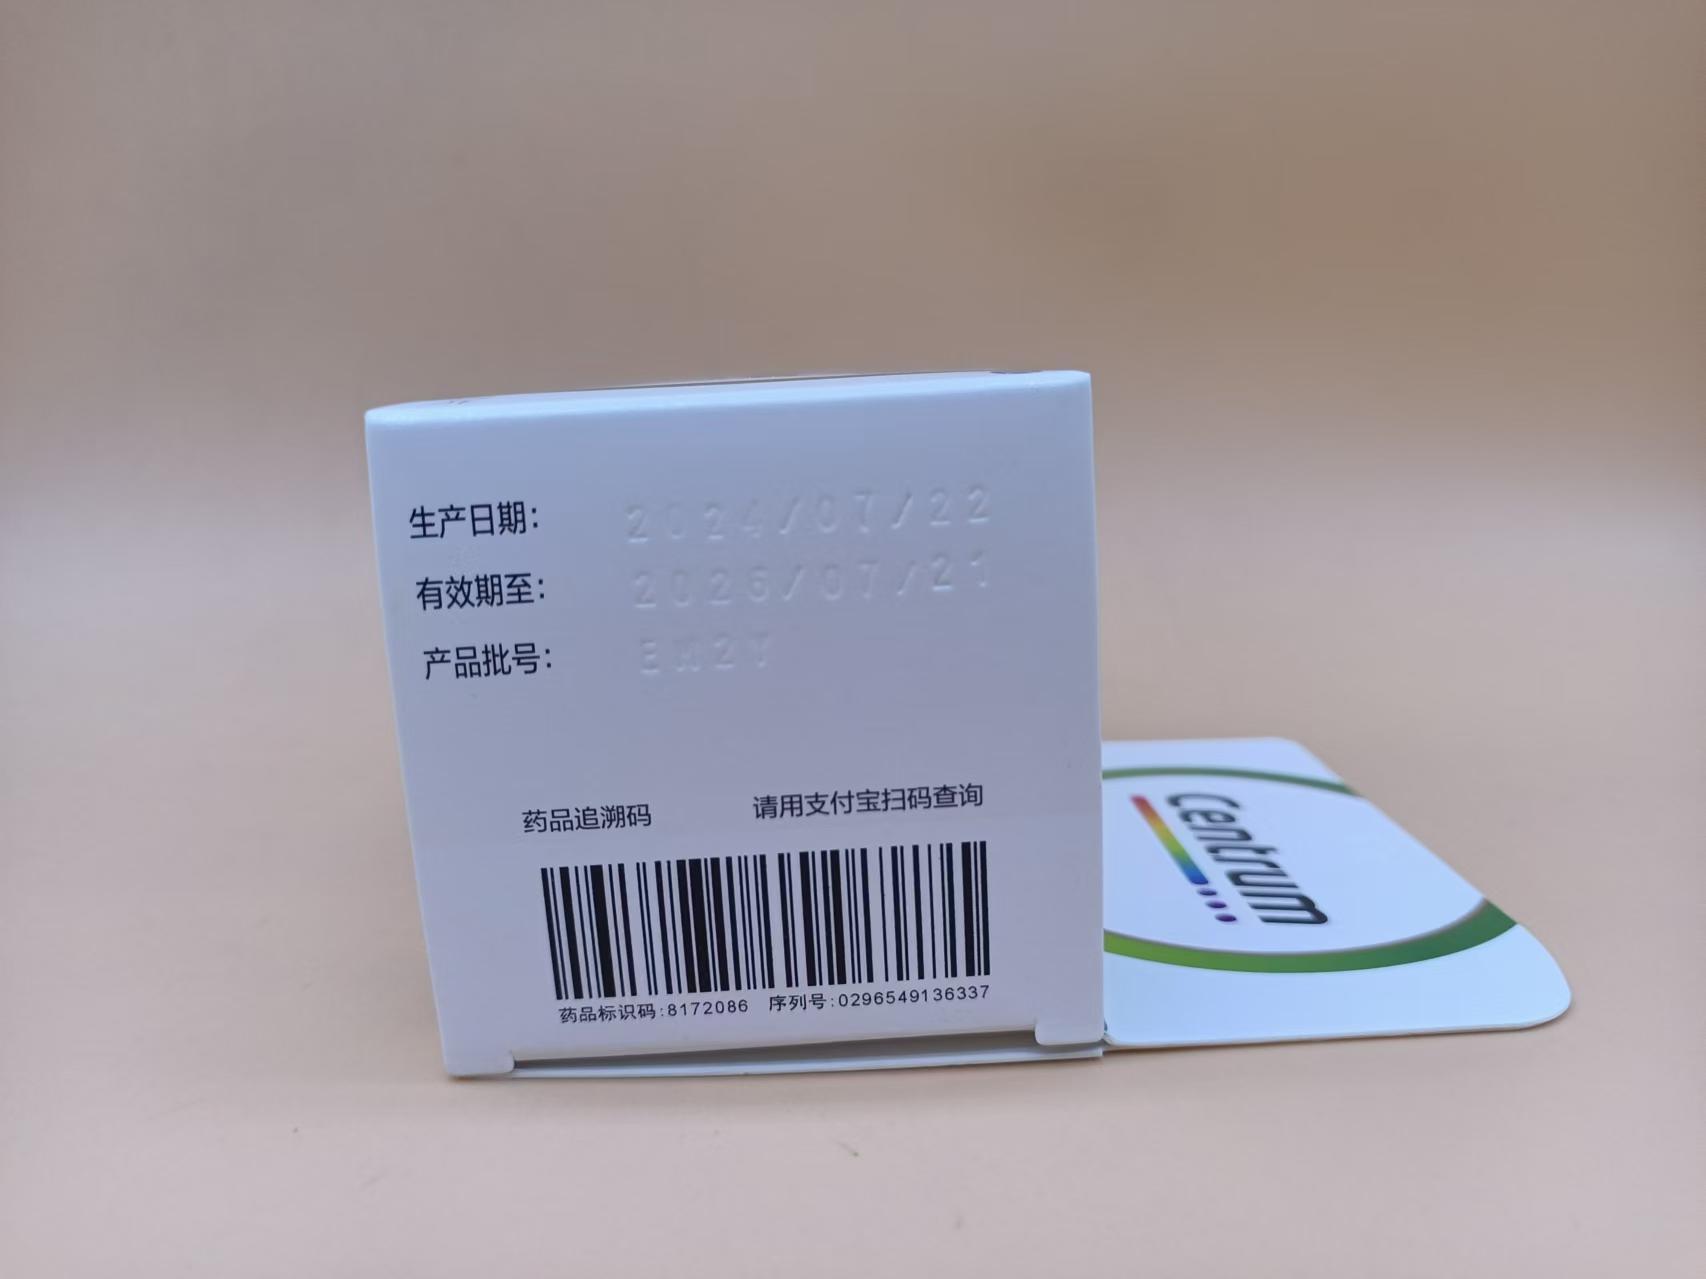 生产日期: 2024/07/22
有效期至: 2026/07/21
产品批号: EW2Y
药品追溯码 请用支付宝扫码查询
药品标识码:8172086 序列号:0296549136337
Centrum